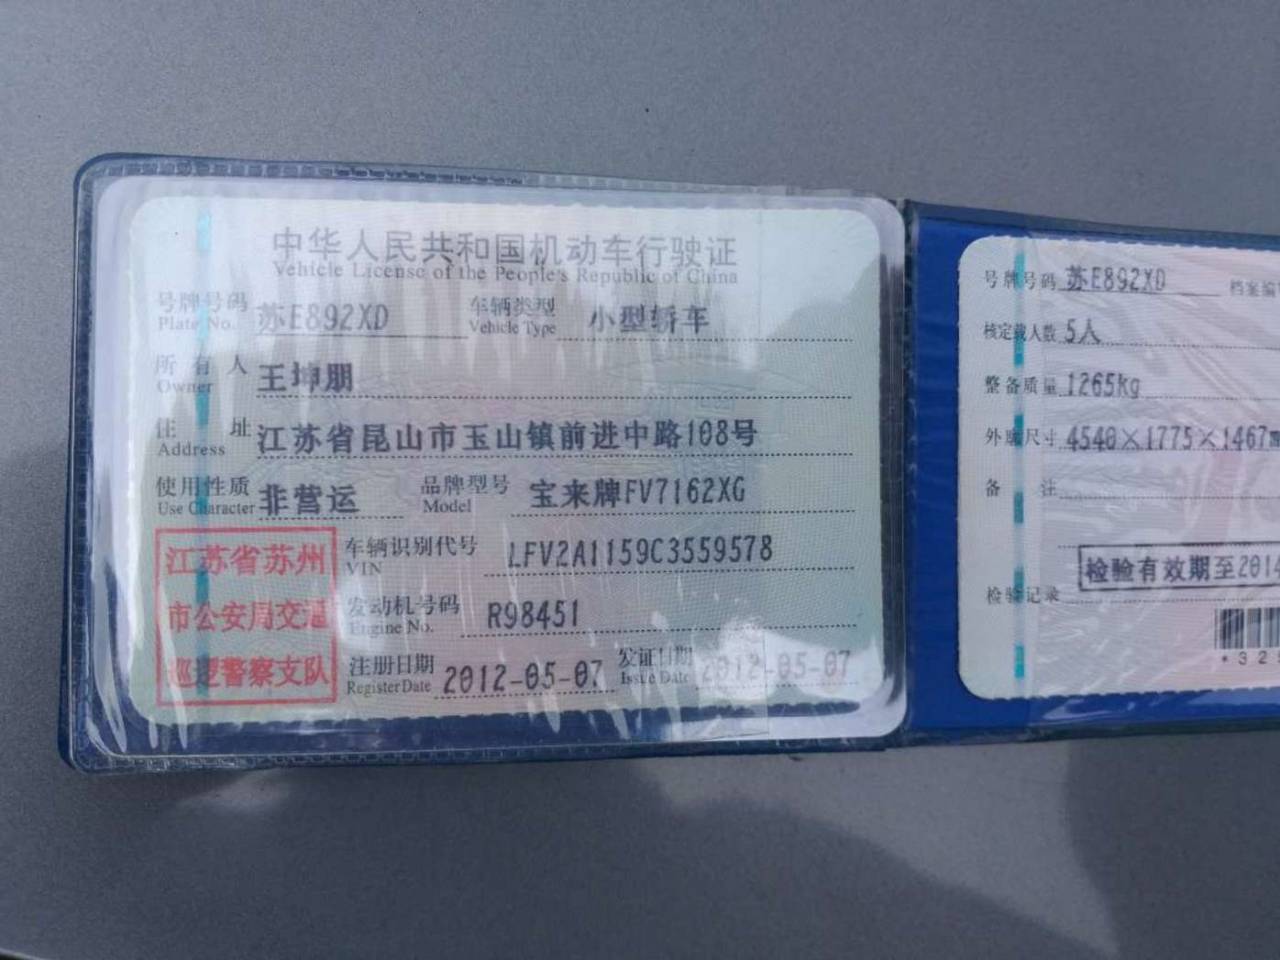 中华人民共和国机动车行驶证
Vehicle License of the People's Republic of China
号牌号码 苏E892XD 车辆类型 小型轿车
Plate No. Vehicle Type
所有人 王坤朋
Owner
住址 江苏省昆山市玉山镇前进中路108号
Address
使用性质 非营运 品牌型号 宝来牌FV7162XG
Use Character Model
车辆识别代号 LFV2A1159C3559578
VIN
发动机号码 R98451
Engine No.
注册日期 2012-05-07 发证日期 2012-05-07
Register Date Issue Date
江苏省苏州
市公安局交通
巡逻警察支队
号牌号码 苏E892XD 档案编
核定载人数 5人
整备质量 1265kg
外廓尺寸 4540×1775×1467
备注
检验有效期至2014
检验记录
*32